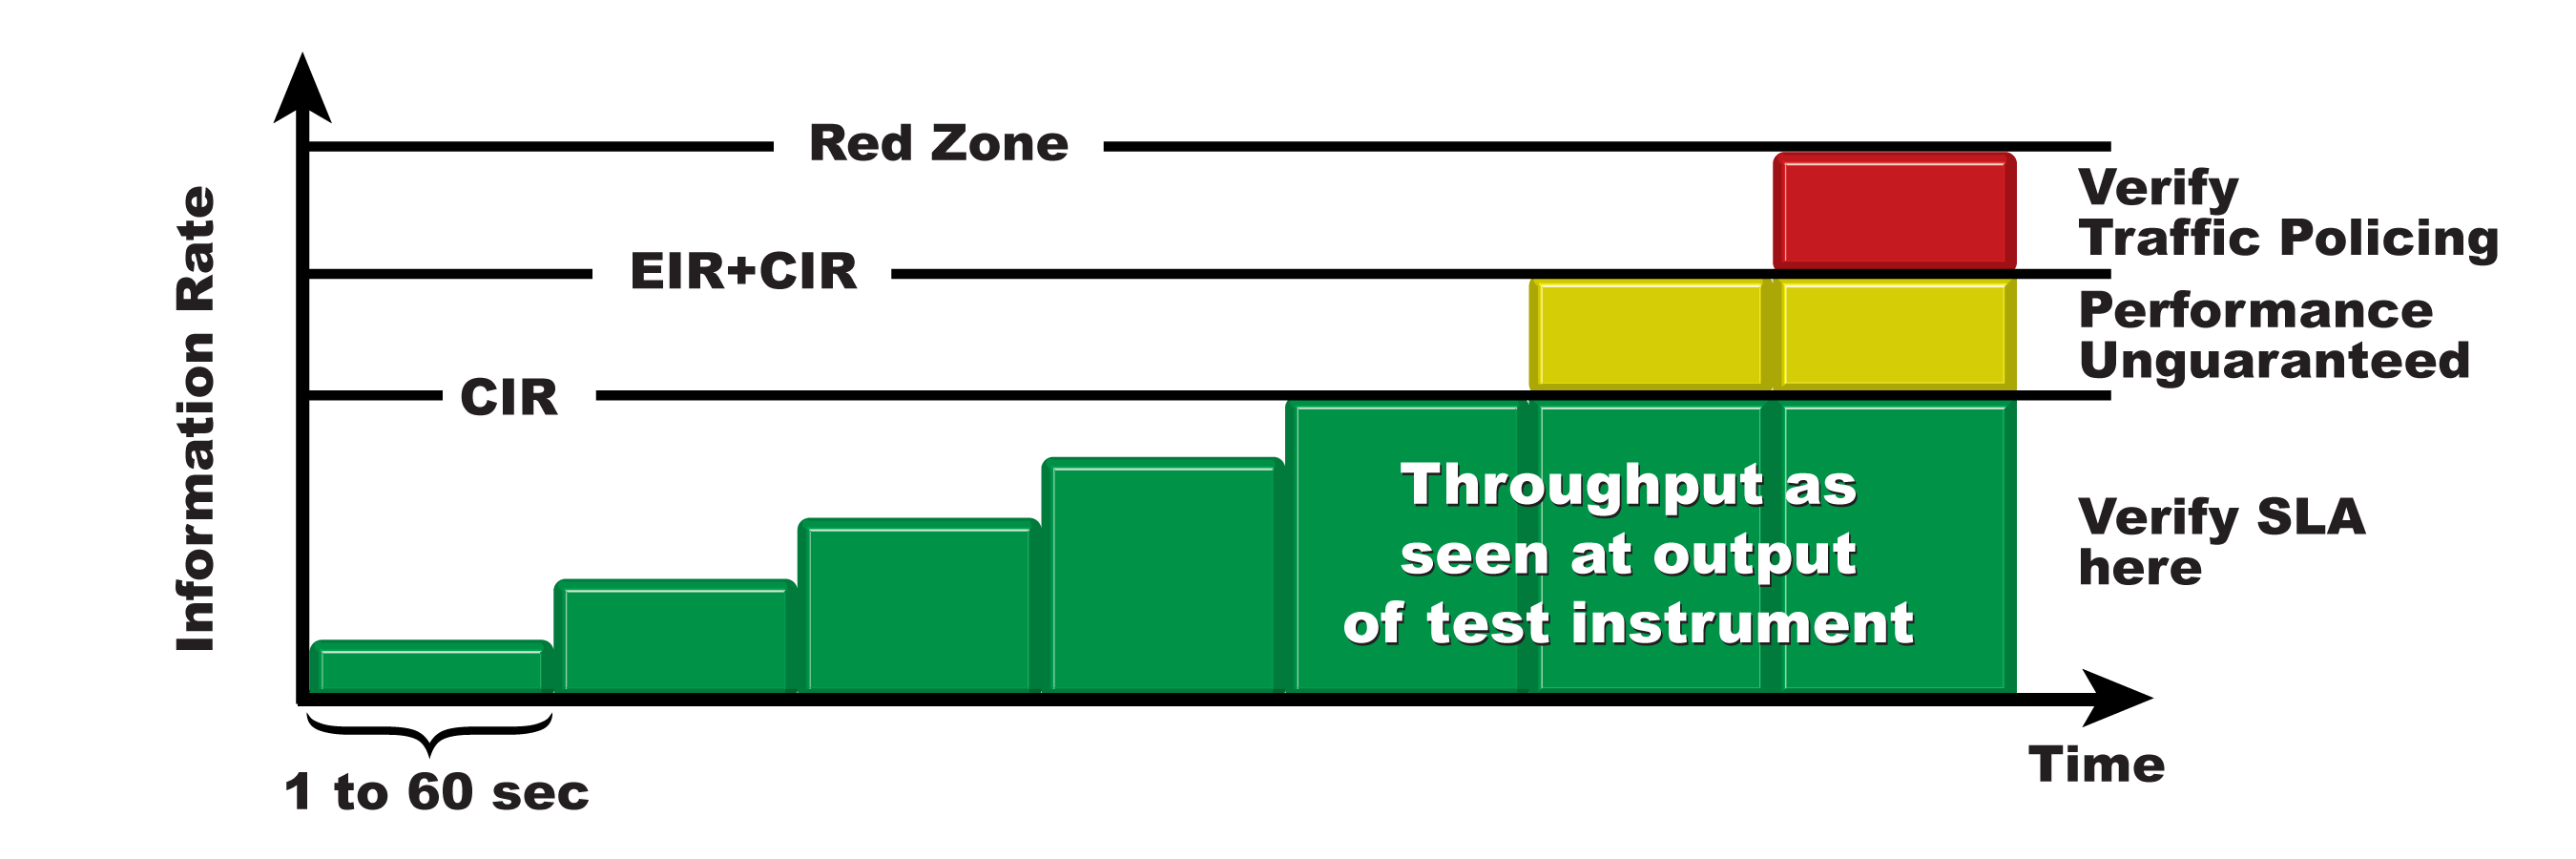 Red Zone
Verify
Traffic Policing
EIR+CIR
Performance
Unguaranteed
CIR
Information Rate
Throughput as
seen at output
of test instrument
Verify SLA
here
Time
1 to 60 sec